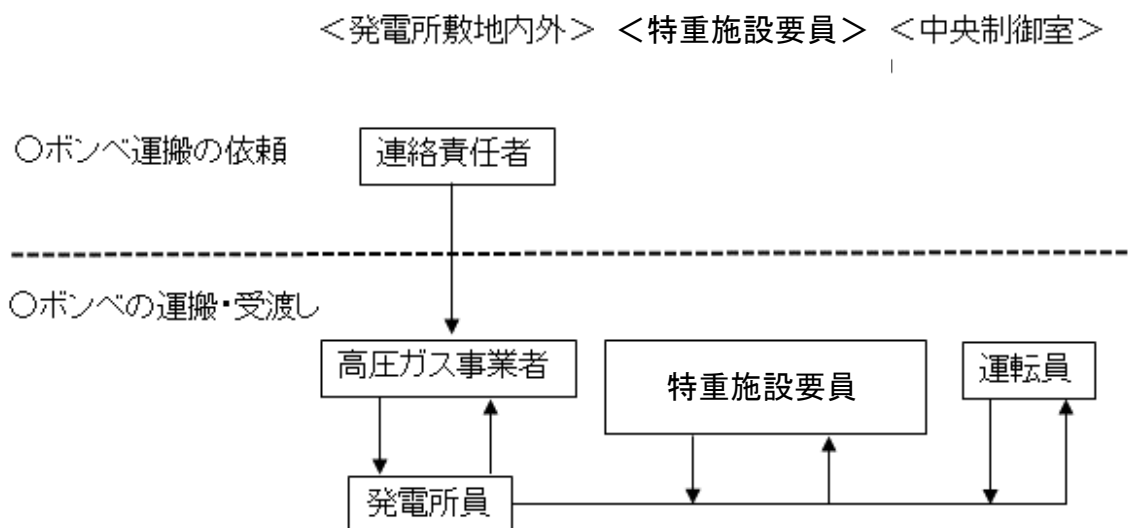 ＜発電所敷地内外＞ ＜特重施設要員＞ ＜中央制御室＞
○ボンベ運搬の依頼 連絡責任者
○ボンベの運搬・受渡し
高圧ガス事業者 特重施設要員 運転員
発電所員